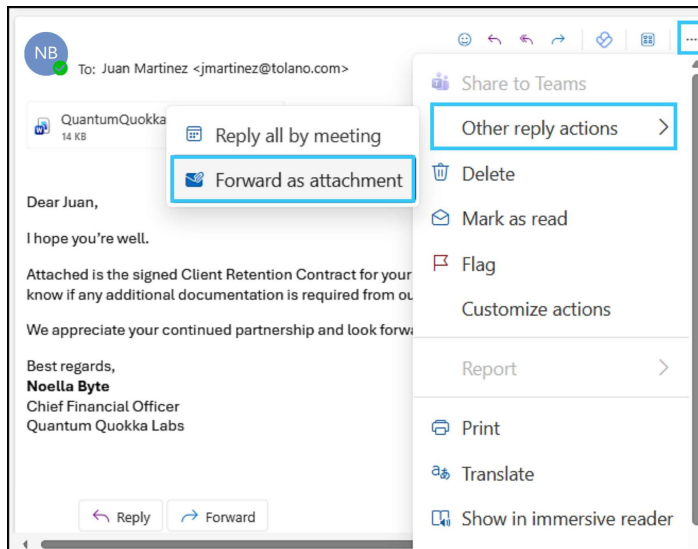 NB
To: Juan Martinez <jmartinez@tolano.com>
QuantumQuokka
14 KB
Dear Juan,
I hope you're well.
Attached is the signed Client Retention Contract for your
know if any additional documentation is required from
We appreciate your continued partnership and look
Best regards,
Noella Byte
Chief Financial Officer
Quantum Quokka Labs
Reply
Forward
Reply all by meeting
Forward as attachment
Share to Teams
Other reply actions
Delete
Mark as read
Flag
Customize actions
Report
Print
Translate
Show in immersive reader